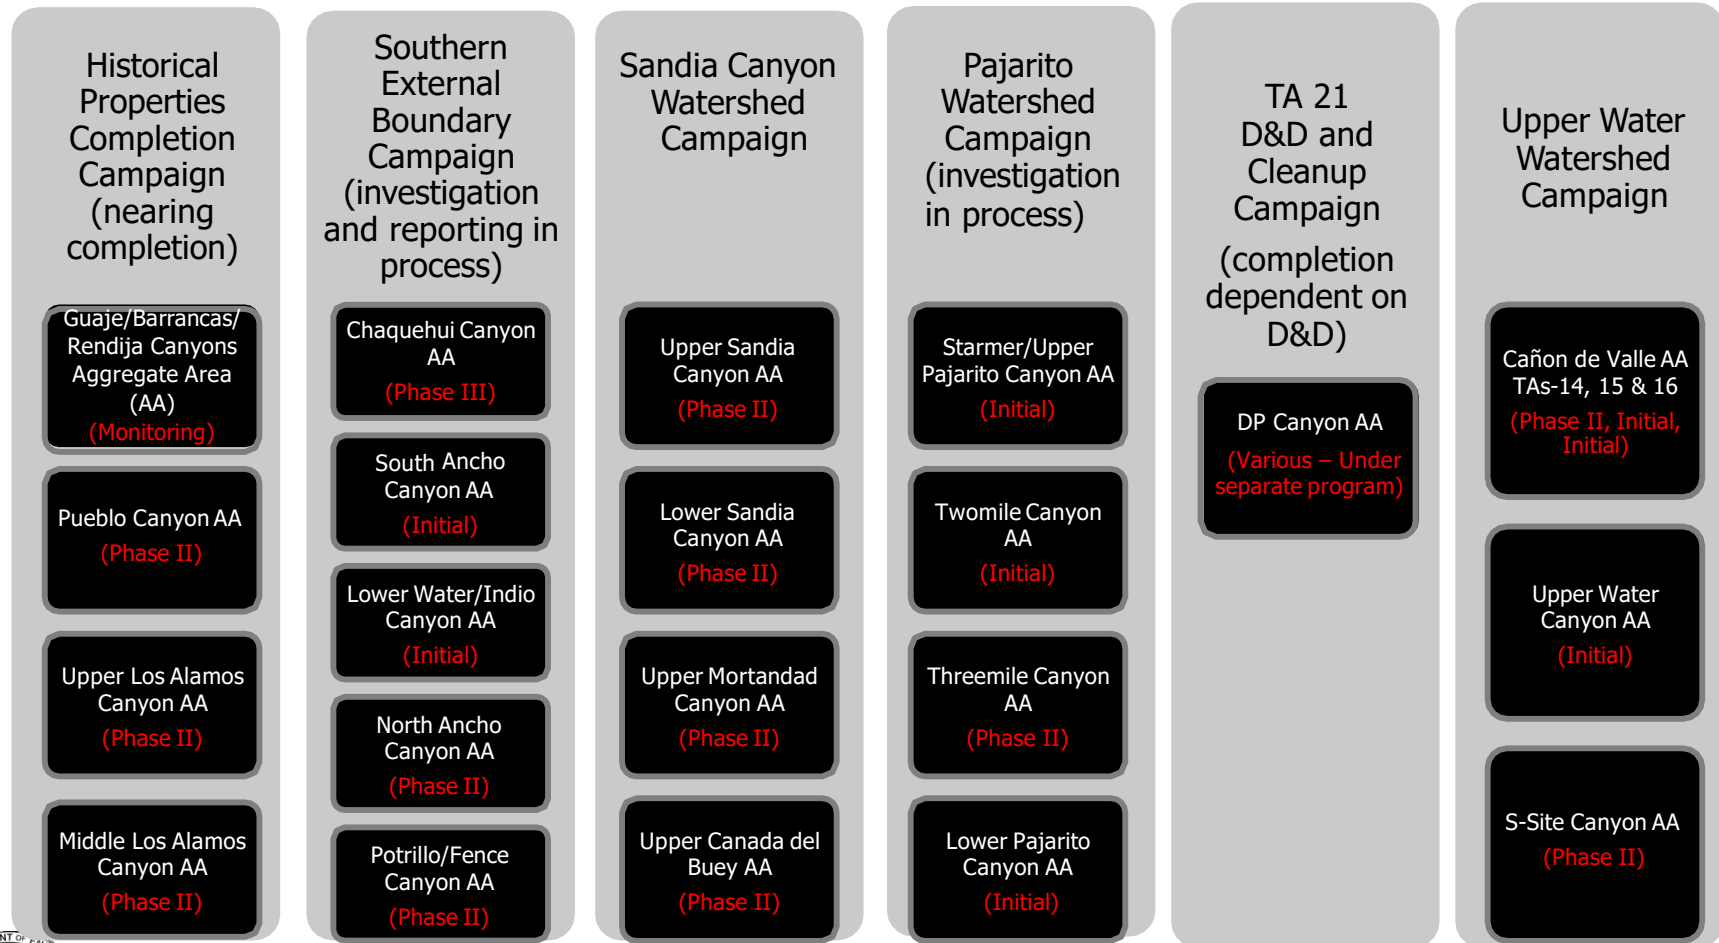 Historical
Properties
Completion
Campaign
(nearing
completion)
Guaje/Barrancas/
Rendija Canyons
Aggregate Area
(AA)
(Monitoring)
Pueblo Canyon AA
(Phase II)
Upper Los Alamos
Canyon AA
(Phase II)
Middle Los Alamos
Canyon AA
(Phase II)
Southern
External
Boundary
Campaign
(investigation
and reporting in
process)
Chaquehui Canyon
AA
(Phase III)
South Ancho
Canyon AA
(Initial)
Lower Water/Indio
Canyon AA
(Initial)
North Ancho
Canyon AA
(Phase II)
Potrillo/Fence
Canyon AA
(Phase II)
Sandia Canyon
Watershed
Campaign
Upper Sandia
Canyon AA
(Phase II)
Lower Sandia
Canyon AA
(Phase II)
Upper Mortandad
Canyon AA
(Phase II)
Upper Canada del
Buey AA
(Phase II)
Pajarito
Watershed
Campaign
(investigation
in process)
Starmer/Upper
Pajarito Canyon AA
(Initial)
Twomile Canyon
AA
(Initial)
Threemile Canyon
AA
(Phase II)
Lower Pajarito
Canyon AA
(Initial)
TA 21
D&D and
Cleanup
Campaign
(completion
dependent on
D&D)
DP Canyon AA
(Various – Under
separate program)
Upper Water
Watershed
Campaign
Cañon de Valle AA
TAs-14, 15 & 16
(Phase II, Initial,
Initial)
Upper Water
Canyon AA
(Initial)
S-Site Canyon AA
(Phase II)